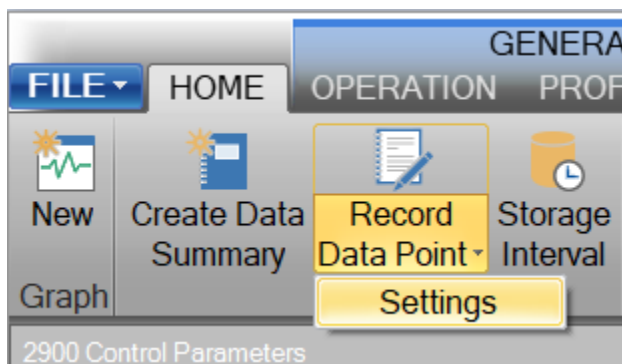 GENERA
FILE HOME OPERATION PROF
New Create Data Summary Record Data Point Storage Interval
Graph
Settings
2900 Control Parameters